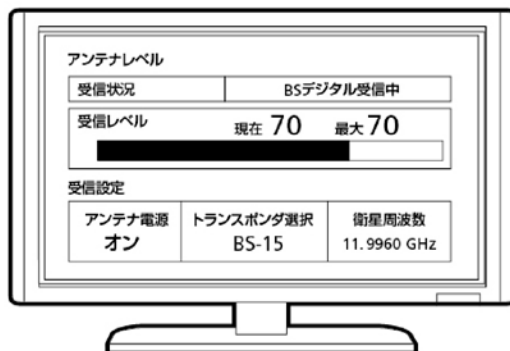 アンテナレベル
受信状況 BSデジタル受信中
受信レベル 現在 70 最大 70
受信設定
アンテナ電源 トランスポンダ選択 衛星周波数
オン BS-15 11.9960 GHz